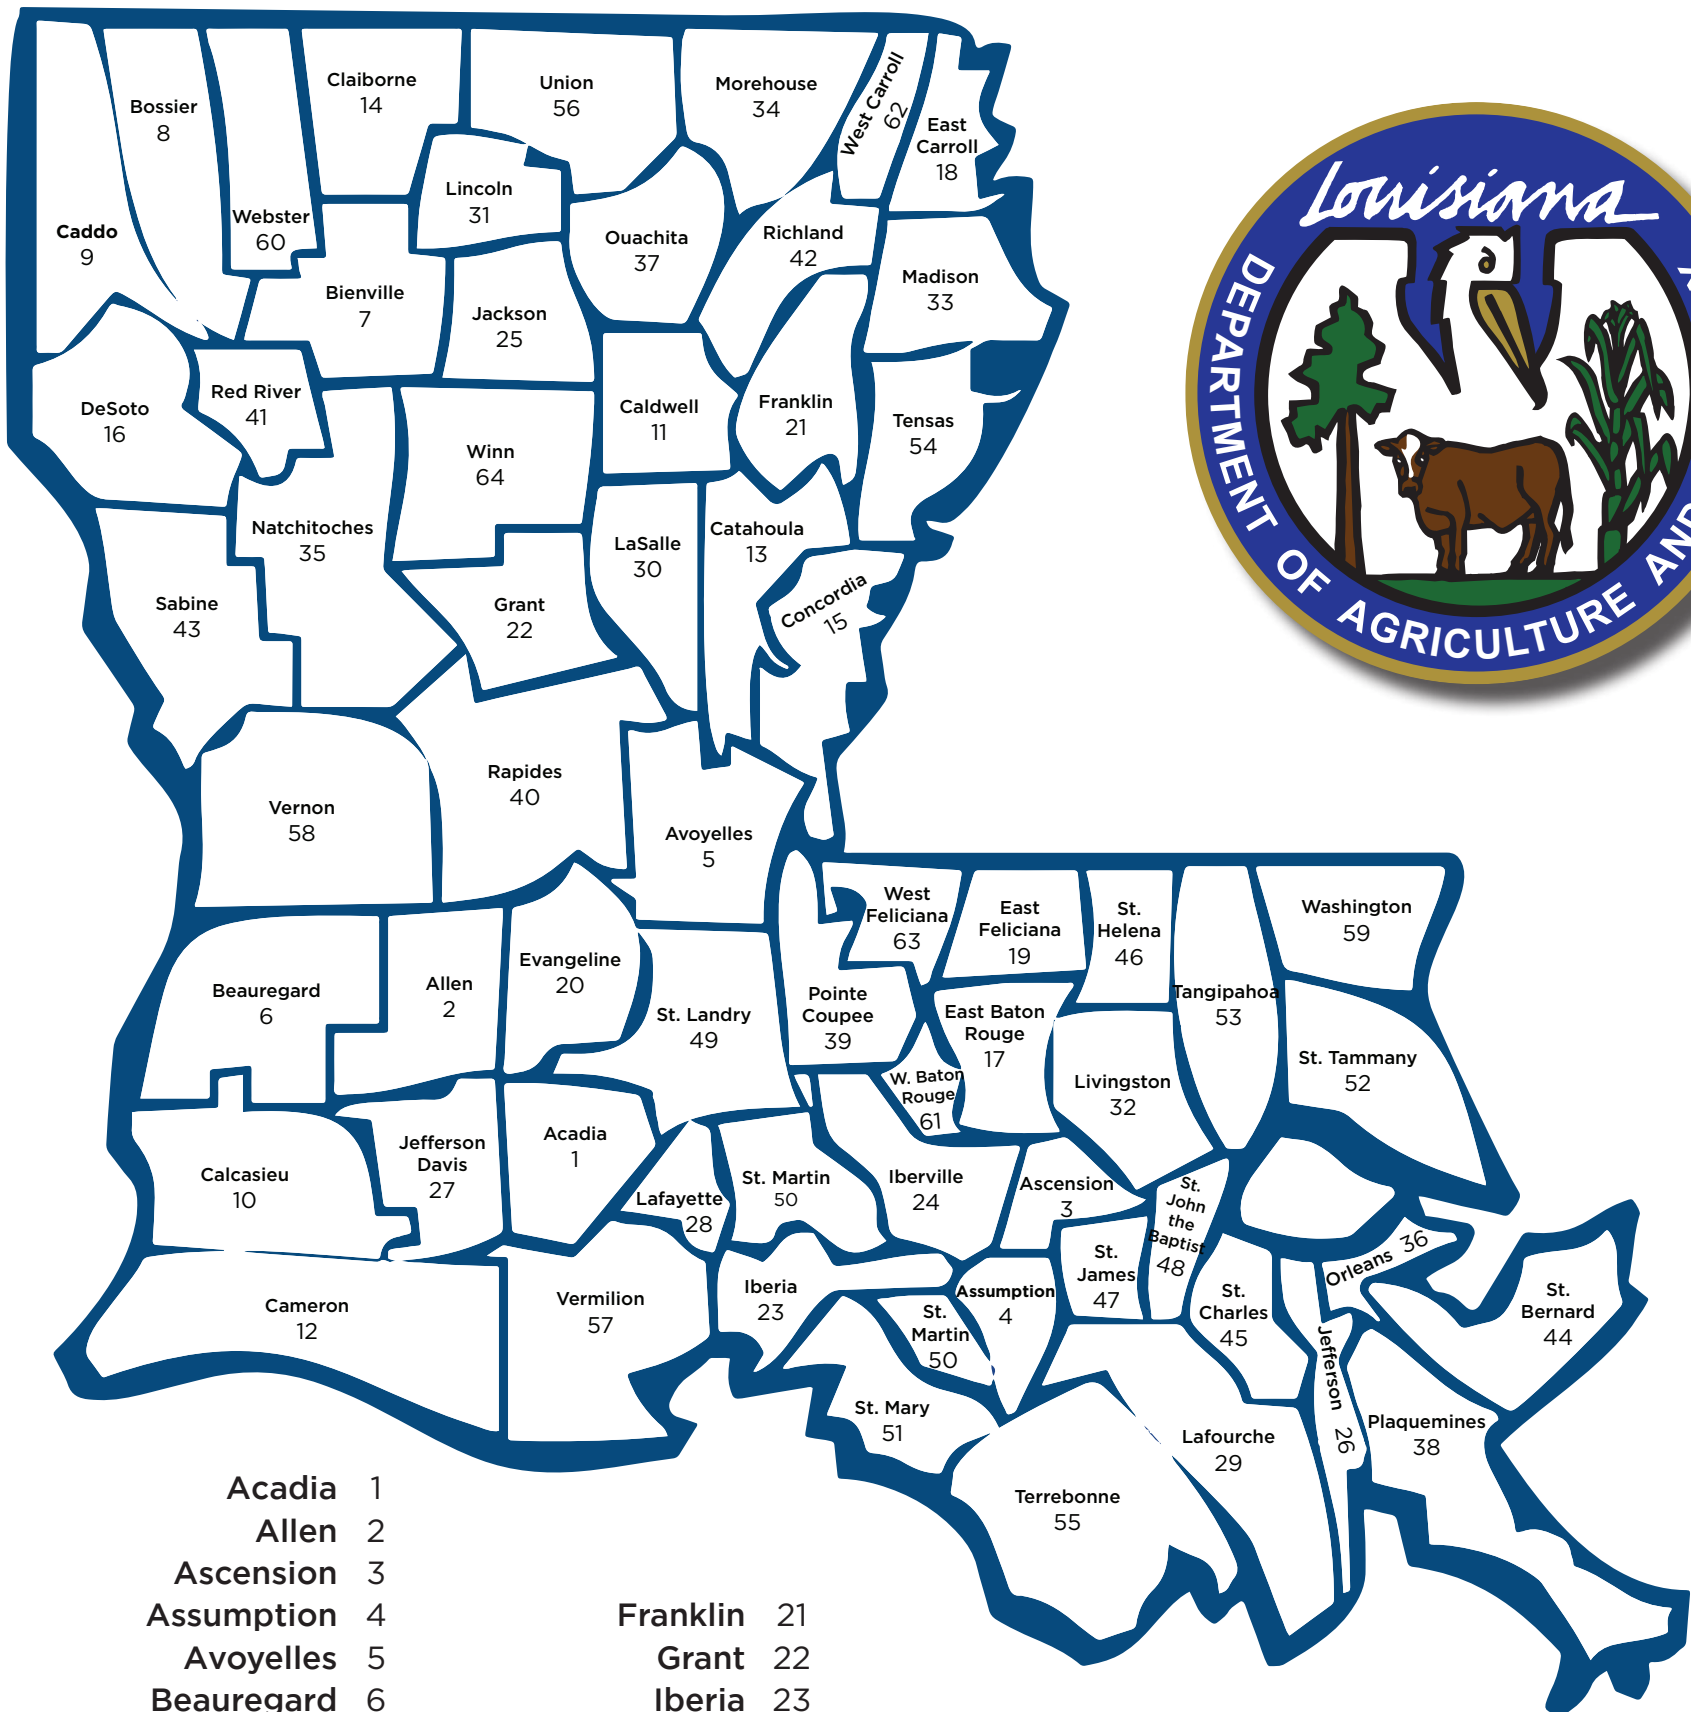 Claiborne
14
Union
56
Morehouse
34
West Carroll
62
East
Carroll
18
Bossier
8
Webster
60
Lincoln
31
Caddo
9
Ouachita
37
Richland
42
Madison
33
Bienville
7
Jackson
25
DeSoto
16
Red River
41
Winn
64
Caldwell
11
Franklin
21
Tensas
54
Natchitoches
35
LaSalle
30
Catahoula
13
Concordia
15
Sabine
43
Grant
22
Vernon
58
Rapides
40
Avoyelles
5
West
Feliciana
63
East
Feliciana
19
St.
Helena
46
Tangipahoa
53
Washington
59
Beauregard
6
Allen
2
Evangeline
20
St. Landry
49
Pointe
Coupee
39
East Baton
Rouge
17
St. Tammany
52
W. Baton
Rouge
61
Livingston
32
Calcasieu
10
Jefferson
Davis
27
Acadia
1
Lafayette
28
St. Martin
50
Iberville
24
Ascension
3
St.
John
the
Baptist
48
St.
James
47
Orleans 36
Cameron
12
Vermilion
57
Iberia
23
St.
Martin
50
Assumption
4
St.
Charles
45
Jefferson 26
St.
Bernard
44
St. Mary
51
Terrebonne
55
Lafourche
29
Plaquemines
38
Louisiana
DEPARTMENT OF AGRICULTURE AND
Acadia 1
Allen 2
Ascension 3
Assumption 4
Avoyelles 5
Beauregard 6
Franklin 21
Grant 22
Iberia 23